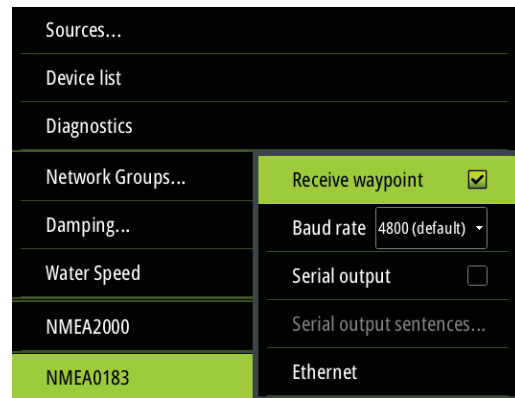 Sources...
Device list
Diagnostics
Network Groups...
Damping...
Water Speed
NMEA2000
NMEA0183
Receive waypoint
Baud rate 4800 (default)
Serial output
Serial output sentences...
Ethernet